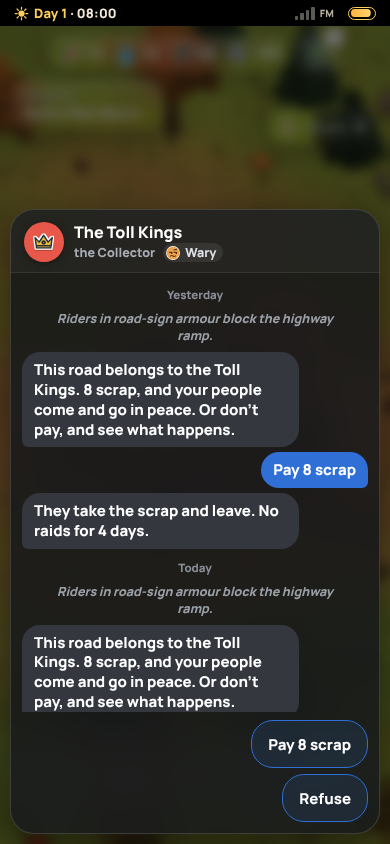 Day 1 · 08:00
FM
The Toll Kings
the Collector Wary
Yesterday
Riders in road-sign armour block the highway
ramp.
This road belongs to the Toll
Kings. 8 scrap, and your people
come and go in peace. Or don't
pay, and see what happens.
Pay 8 scrap
They take the scrap and leave. No
raids for 4 days.
Today
Riders in road-sign armour block the highway
ramp.
This road belongs to the Toll
Kings. 8 scrap, and your people
come and go in peace. Or don't
pay, and see what happens.
Pay 8 scrap
Refuse